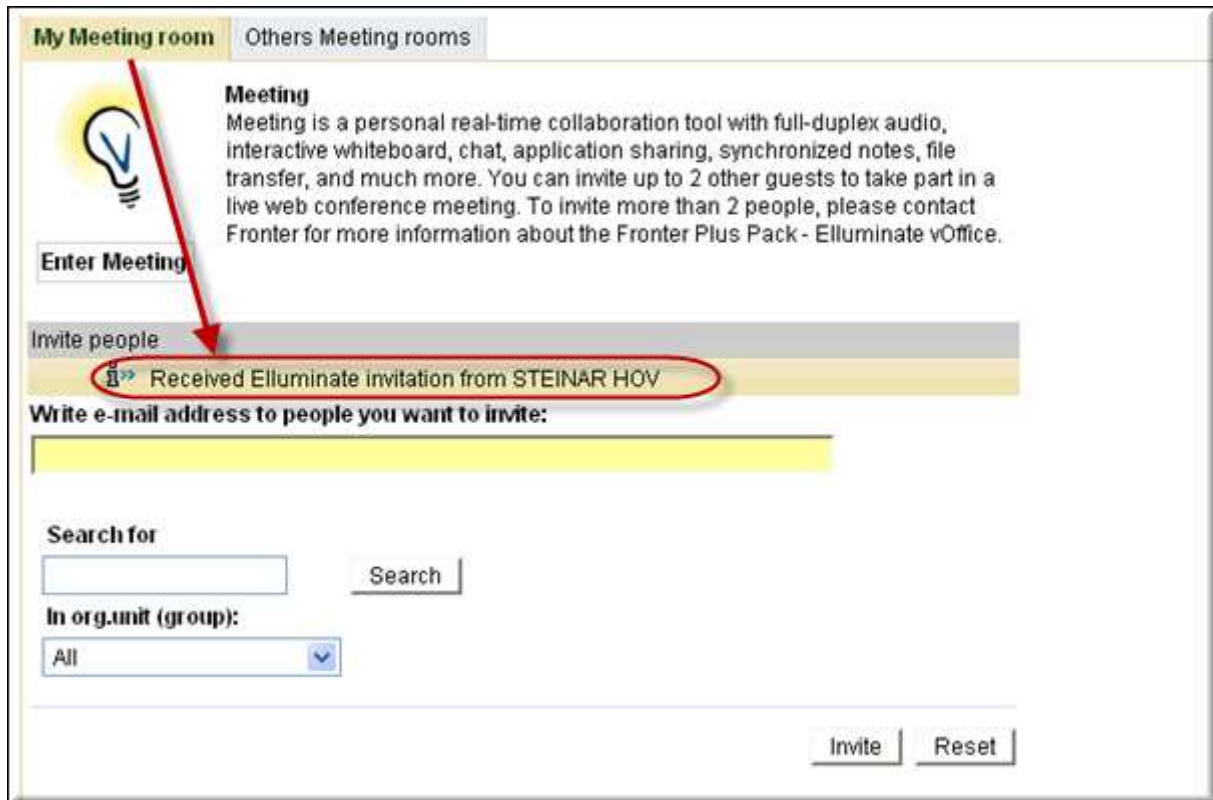 My Meeting room Others Meeting rooms
Meeting
Meeting is a personal real-time collaboration tool with full-duplex audio,
interactive whiteboard, chat, application sharing, synchronized notes, file
transfer, and much more. You can invite up to 2 other guests to take part in a
live web conference meeting. To invite more than 2 people, please contact
Fronter for more information about the Fronter Plus Pack - Elluminate vOffice.
Enter Meeting
Invite people
Received Elluminate invitation from STEINAR HOV
Write e-mail address to people you want to invite:
Search for
Search
In org.unit (group):
All
Invite Reset